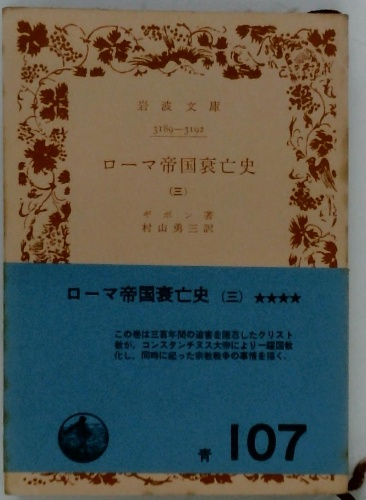 岩波文庫
3189—3192
ローマ帝国衰亡史
(三)
ギボン著
村山勇三訳
ローマ帝国衰亡史 (三) ★★★★
この巻は三百年間の迫害を隠忍したクリスト
教が、コンスタンチヌス大帝により一躍国教
化し、同時に起った宗教戦争の事情を描く。
青 107